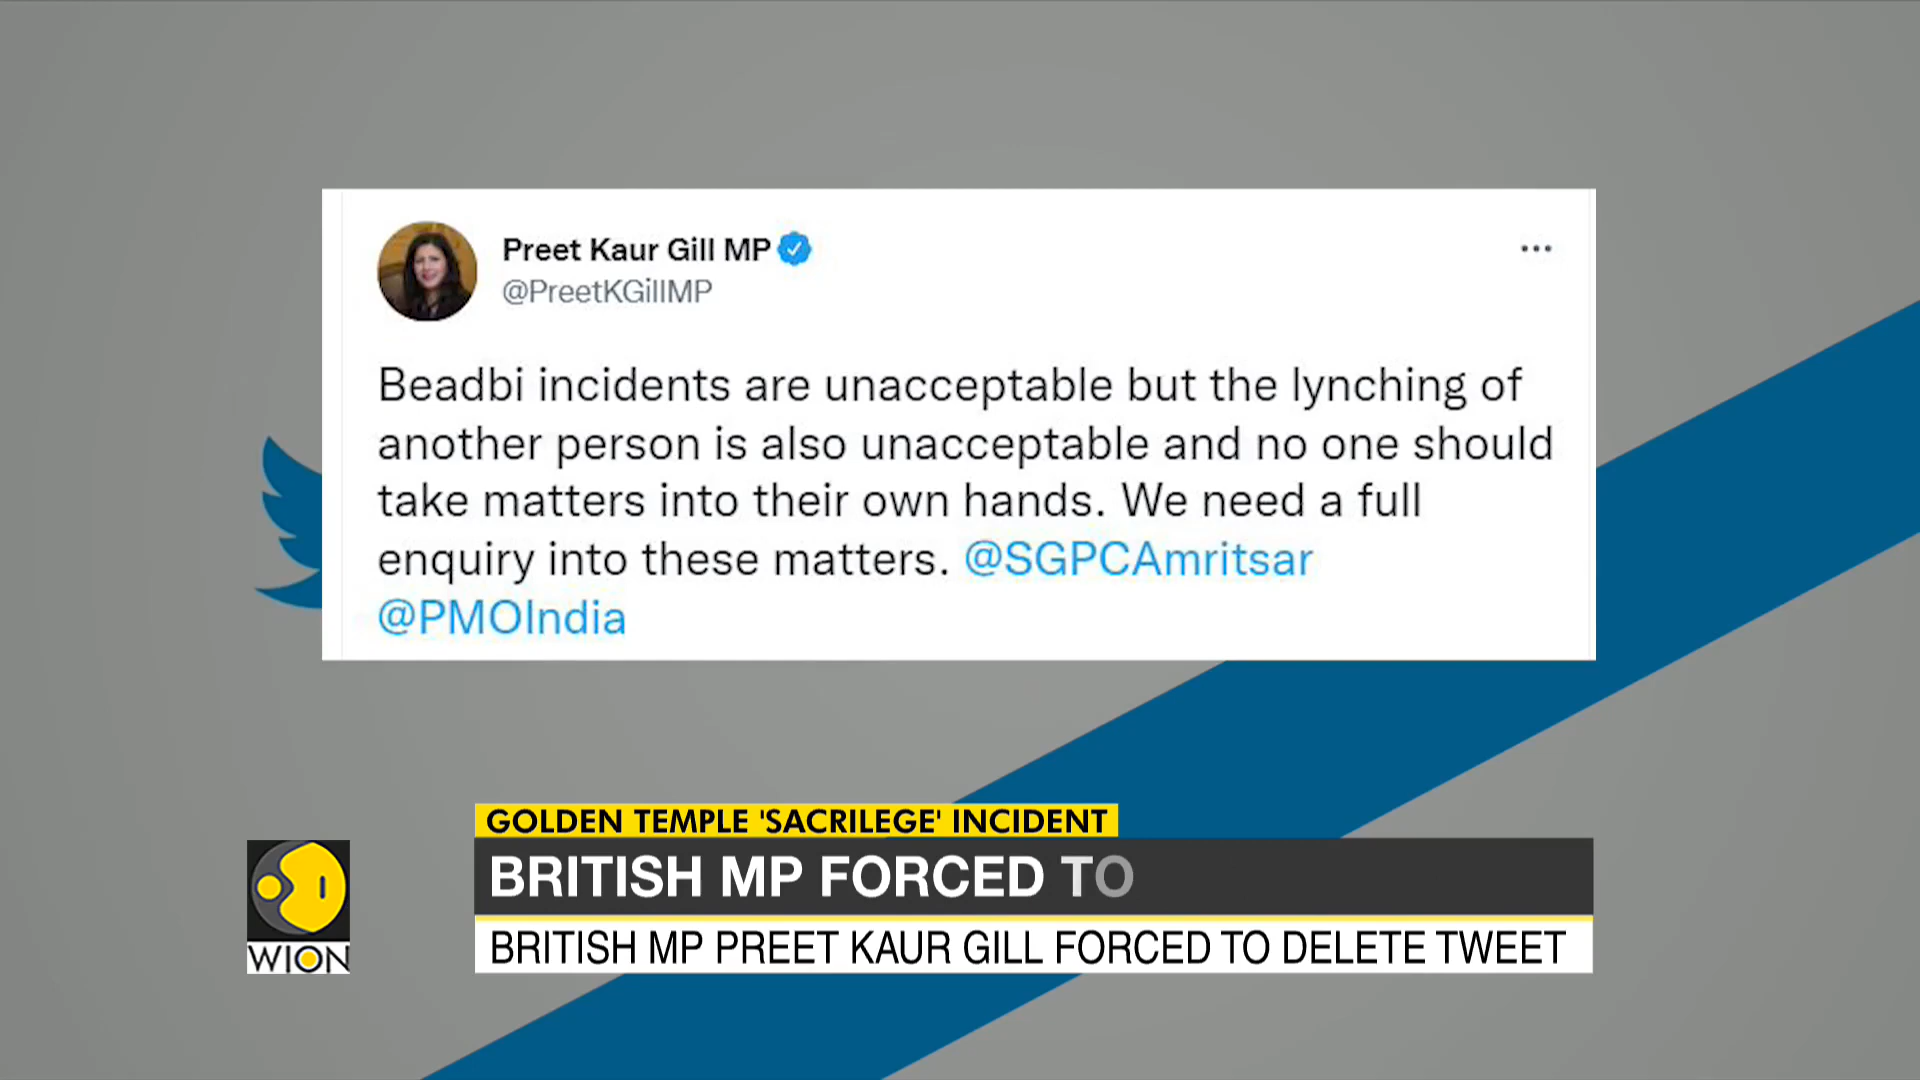 Preet Kaur Gill MP
@PreetKGillMP
Beadbi incidents are unacceptable but the lynching of
another person is also unacceptable and no one should
take matters into their own hands. We need a full
enquiry into these matters. @SGPCAmritsar
@PMOIndia
GOLDEN TEMPLE 'SACRILEGE' INCIDENT
BRITISH MP FORCED TO
BRITISH MP PREET KAUR GILL FORCED TO DELETE TWEET
WION